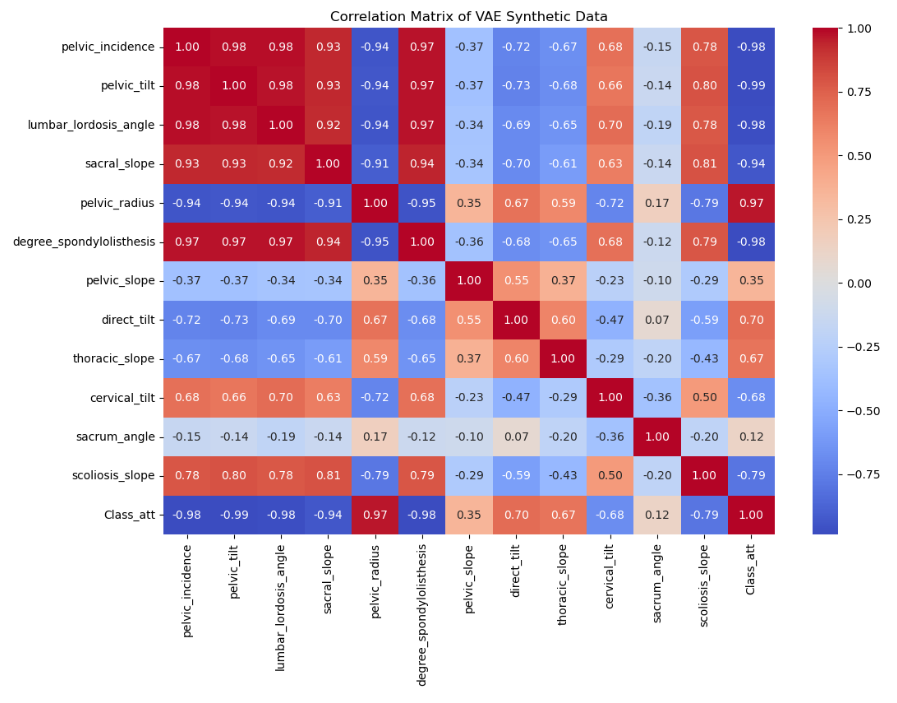 Correlation Matrix of VAE Synthetic Data
pelvic_incidence 1.00 0.98 0.98 0.93 -0.94 0.97 -0.37 -0.72 -0.67 0.68 -0.15 0.78 -0.98
pelvic_tilt 0.98 1.00 0.98 0.93 -0.94 0.97 -0.37 -0.73 -0.68 0.66 -0.14 0.80 -0.99
lumbar_lordosis_angle 0.98 0.98 1.00 0.92 -0.94 0.97 -0.34 -0.69 -0.65 0.70 -0.19 0.78 -0.98
sacral_slope 0.93 0.93 0.92 1.00 -0.91 0.94 -0.34 -0.70 -0.61 0.63 -0.14 0.81 -0.94
pelvic_radius -0.94 -0.94 -0.94 -0.91 1.00 -0.95 0.35 0.67 0.59 -0.72 0.17 -0.79 0.97
degree_spondylolisthesis 0.97 0.97 0.97 0.94 -0.95 1.00 -0.36 -0.68 -0.65 0.68 -0.12 0.79 -0.98
pelvic_slope -0.37 -0.37 -0.34 -0.34 0.35 -0.36 1.00 0.55 0.37 -0.23 -0.10 -0.29 0.35
direct_tilt -0.72 -0.73 -0.69 -0.70 0.67 -0.68 0.55 1.00 0.60 -0.47 0.07 -0.59 0.70
thoracic_slope -0.67 -0.68 -0.65 -0.61 0.59 -0.65 0.37 0.60 1.00 -0.29 -0.20 -0.43 0.67
cervical_tilt 0.68 0.66 0.70 0.63 -0.72 0.68 -0.23 -0.47 -0.29 1.00 -0.36 0.50 -0.68
sacrum_angle -0.15 -0.14 -0.19 -0.14 0.17 -0.12 -0.10 0.07 -0.20 -0.36 1.00 -0.20 0.12
scoliosis_slope 0.78 0.80 0.78 0.81 -0.79 0.79 -0.29 -0.59 -0.43 0.50 -0.20 1.00 -0.79
Class_att -0.98 -0.99 -0.98 -0.94 0.97 -0.98 0.35 0.70 0.67 -0.68 0.12 -0.79 1.00
pelvic_incidence
pelvic_tilt
lumbar_lordosis_angle
sacral_slope
pelvic_radius
degree_spondylolisthesis
pelvic_slope
direct_tilt
thoracic_slope
cervical_tilt
sacrum_angle
scoliosis_slope
Class_att
1.00
0.75
0.50
0.25
0.00
−0.25
−0.50
−0.75